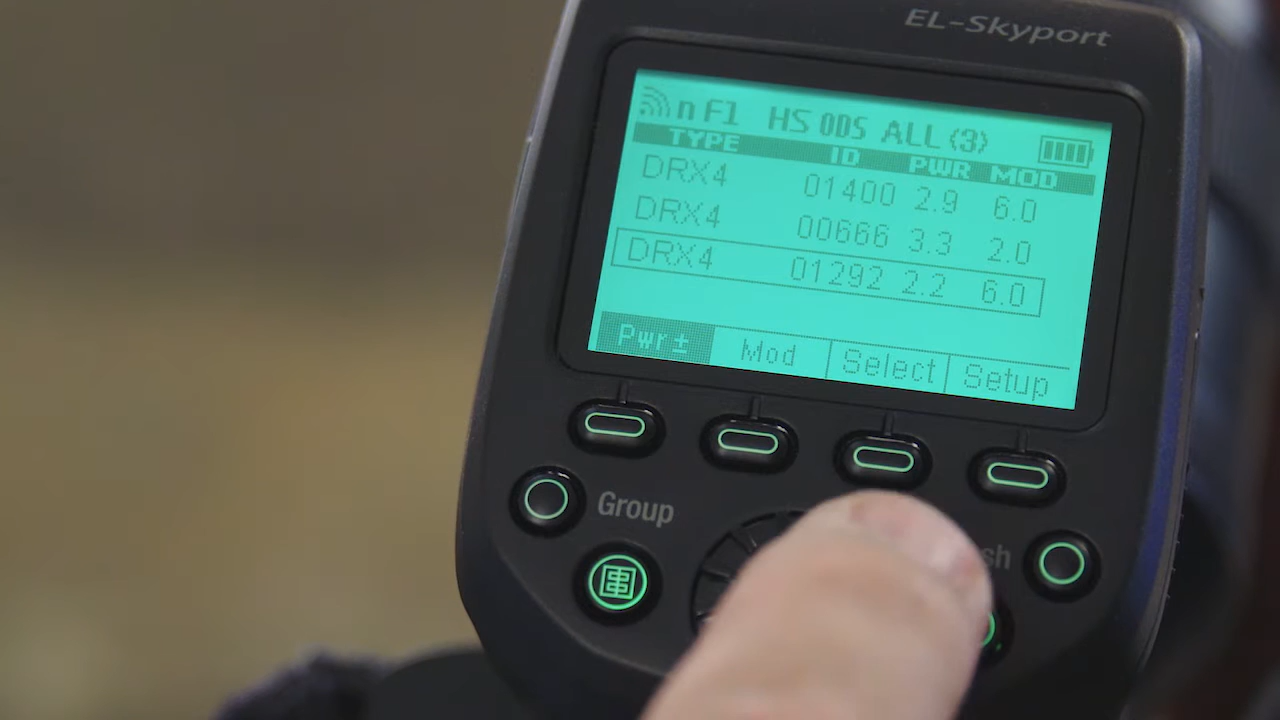 EL-Skyport
n F1 HS ODS ALL (3)
TYPE ID PWR MOD
DRX4 01400 2.9 6.0
DRX4 00666 3.3 2.0
DRX4 01292 2.2 6.0
Pwr± Mod Select Setup
Group